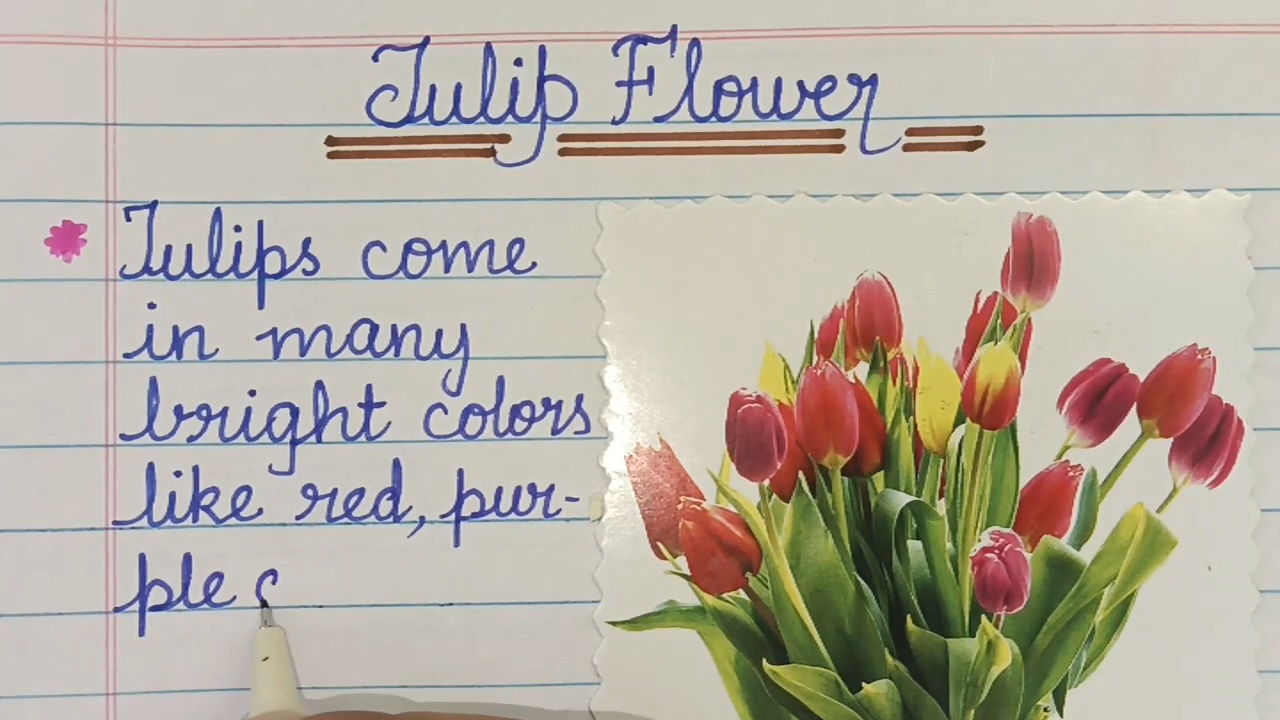 Tulip Flower
Tulips come
in many
bright colors
like red, pur-
ple